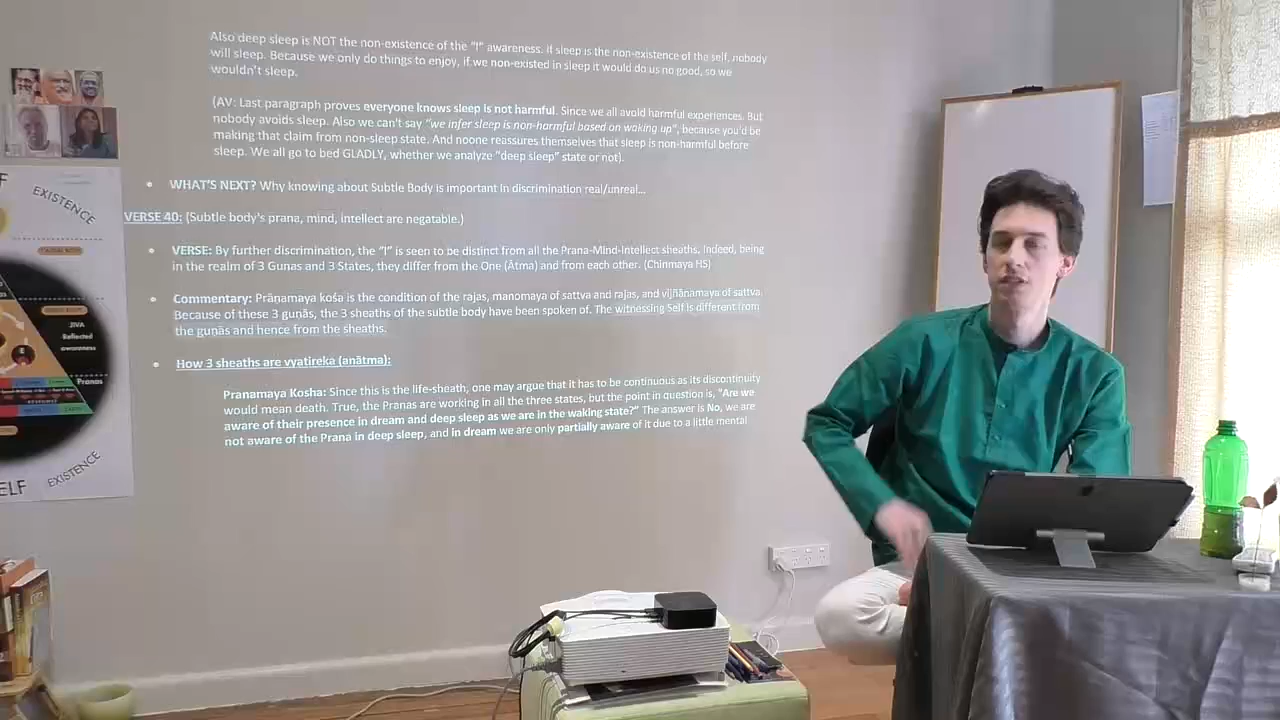 Also deep sleep is NOT the non-existence of the "I" awareness. If sleep is the non-existence of the self, nobody
will sleep. Because we only do things to enjoy, if we non-existed in sleep it would do us no good, so we
wouldn't sleep.
(AV: Last paragraph proves everyone knows sleep is not harmful. Since we all avoid harmful experiences. But
nobody avoids sleep. Also we can't say "we infer sleep is non-harmful based on waking up", because you'd be
making that claim from non-sleep state. And noone reassures themselves that sleep is non-harmful before
sleep. We all go to bed GLADLY, whether we analyze "deep sleep" state or not).
• WHAT'S NEXT? Why knowing about Subtle Body is important in discrimination real/unreal...
VERSE 40: (Subtle body's prana, mind, intellect are negatable.)
• VERSE: By further discrimination, the "I" is seen to be distinct from all the Prana-Mind-Intellect sheaths. Indeed, being
in the realm of 3 Gunas and 3 States, they differ from the One (Ātma) and from each other. (Chinmaya HS)
• Commentary: Prāṇamaya kośa is the condition of the rajas, manomaya of sattva and rajas, and vijñānamaya of sattva.
Because of these 3 guṇās, the 3 sheaths of the subtle body have been spoken of. The witnessing Self is different from
the guṇās and hence from the sheaths.
• How 3 sheaths are vyatireka (anātma):
Pranamaya Kosha: Since this is the life-sheath, one may argue that it has to be continuous as its discontinuity
would mean death. True, the Pranas are working in all the three states, but the point in question is, "Are we
aware of their presence in dream and deep sleep as we are in the waking state?" The answer is No, we are
not aware of the Prana in deep sleep, and in dream we are only partially aware of it due to a little mental
EXISTENCE
JIVA
Reflected
awareness
Pranas
EARTH
EXISTENCE
ELF